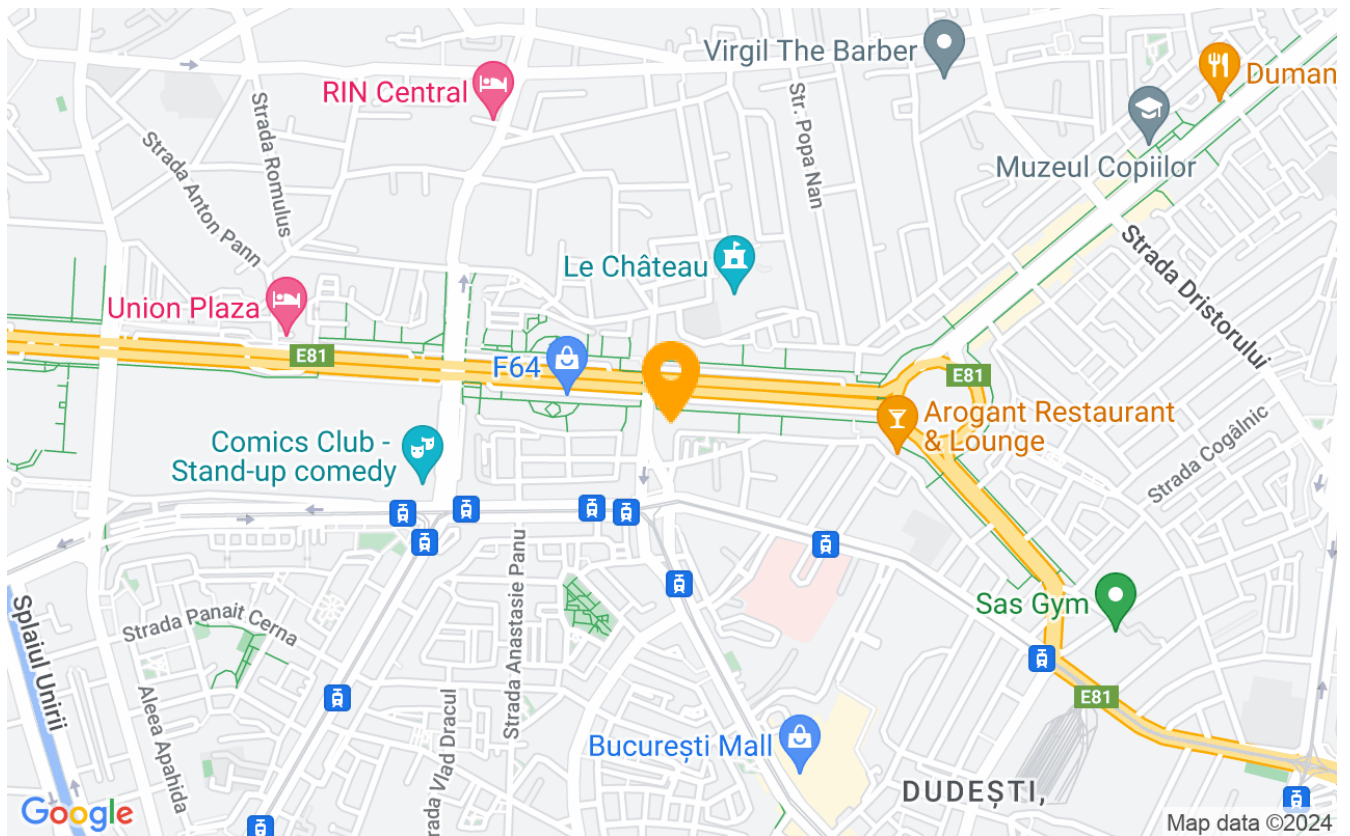 Virgil The Barber
Duman
RIN Central
Strada Romulus
Str. Popa Nan
Strada Anton Pann
Muzeul Copiilor
Strada Dristorului
Le Château
Union Plaza
E81
F64
E81
Arogant Restaurant
& Lounge
Strada Cogâlnic
Comics Club -
Stand-up comedy
Strada Anastasie Panu
Sas Gym
Splaiul Unirii
Strada Panait Cerna
Aleea Apahida
rada Vlad Dracul
E81
București Mall
DUDEȘTI,
Google
Map data ©2024